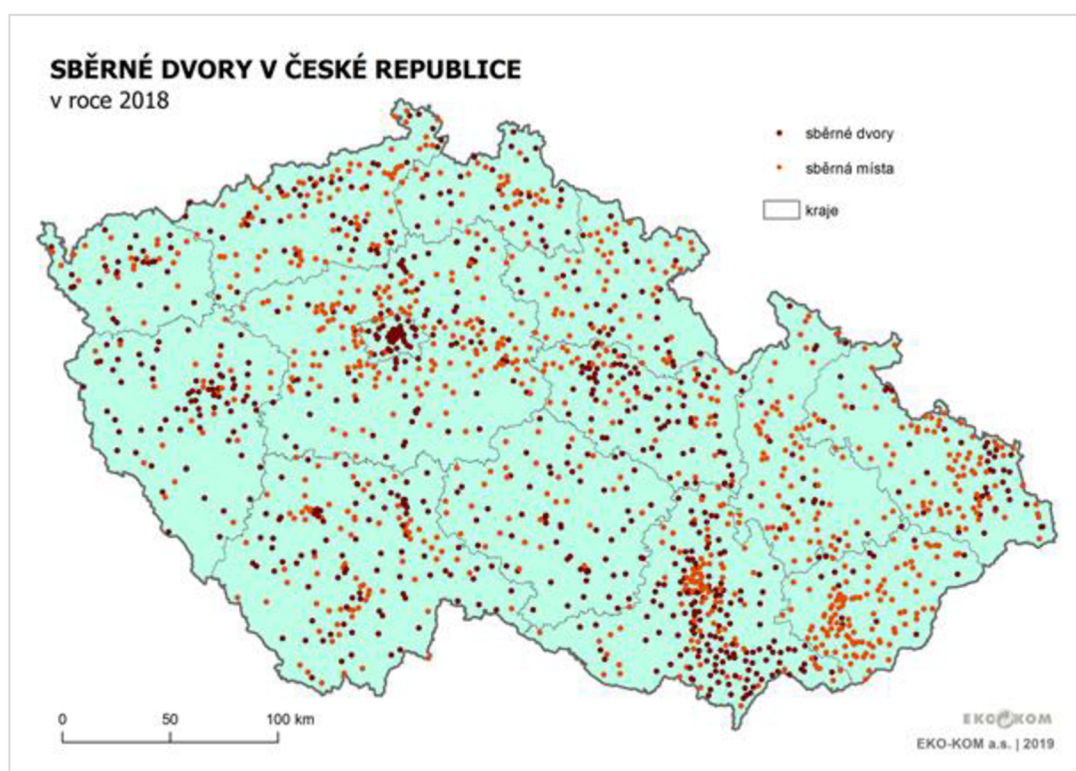 SBĚRNÉ DVORY V ČESKÉ REPUBLICE
v roce 2018
sběrné dvory
sběrná místa
kraje
0 50 100 km
EKO-KOM
EKO-KOM a.s. | 2019